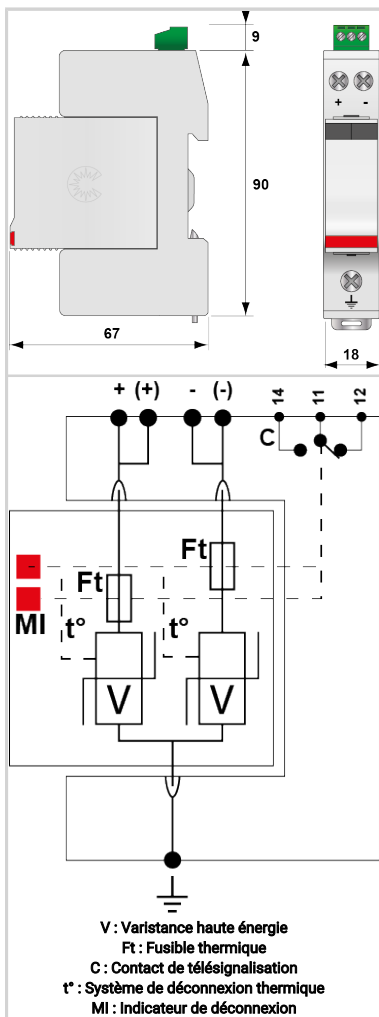 9
90
67
+ -
18
+ (+) - (-) 14 11 12
C
Ft
Ft
MI
t° t°
V V
V : Varistance haute énergie
Ft : Fusible thermique
C : Contact de télésignalisation
t° : Système de déconnexion thermique
MI : Indicateur de déconnexion